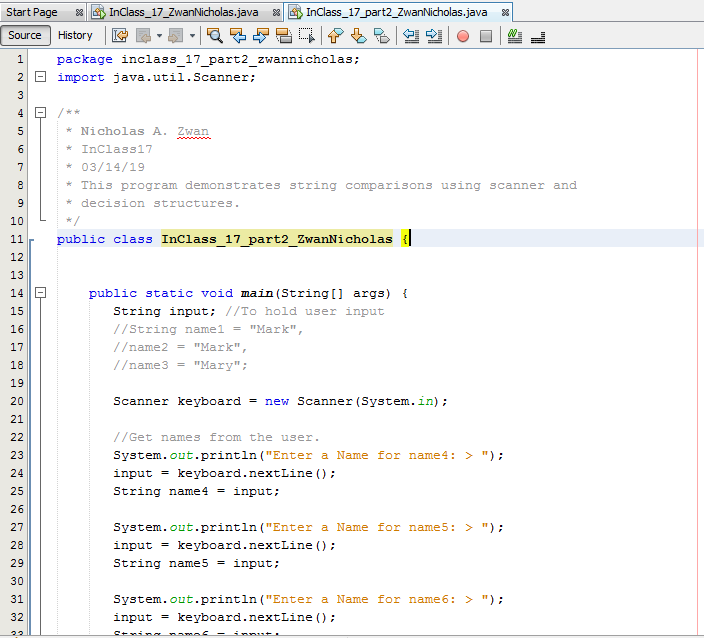 Start Page InClass_17_ZwanNicholas.java InClass_17_part2_ZwanNicholas.java
Source History
1 package inclass_17_part2_zwannicholas;
2 import java.util.Scanner;
3
4 /**
5 * Nicholas A. Zwan
6 * InClass17
7 * 03/14/19
8 * This program demonstrates string comparisons using scanner and
9 * decision structures.
10 */
11 public class InClass_17_part2_ZwanNicholas {
12
13
14 public static void main(String[] args) {
15 String input; //To hold user input
16 //String name1 = "Mark",
17 //name2 = "Mark",
18 //name3 = "Mary";
19
20 Scanner keyboard = new Scanner(System.in);
21
22 //Get names from the user.
23 System.out.println("Enter a Name for name4: > ");
24 input = keyboard.nextLine();
25 String name4 = input;
26
27 System.out.println("Enter a Name for name5: > ");
28 input = keyboard.nextLine();
29 String name5 = input;
30
31 System.out.println("Enter a Name for name6: > ");
32 input = keyboard.nextLine();
33 String name6 = input;